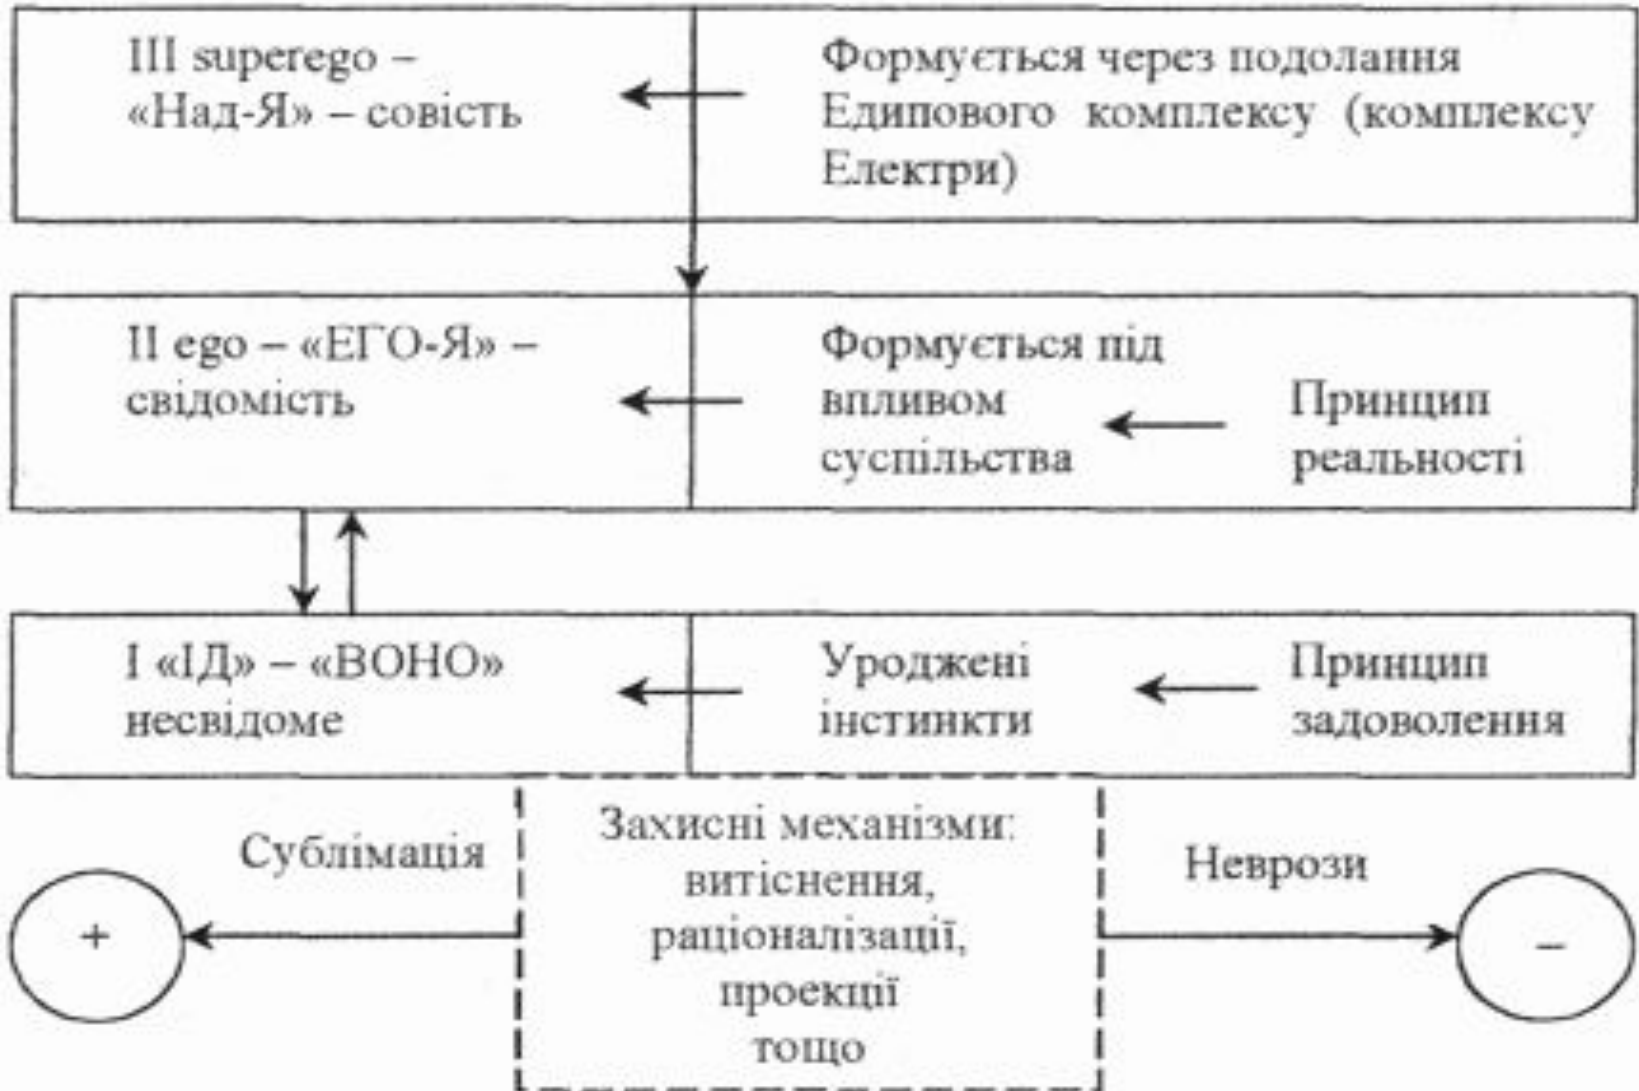 III superego –
«Над-Я» – совість
Формується через подолання
Едипового комплексу (комплексу
Електри)
II ego – «ЕГО-Я» –
свідомість
Формується під
впливом
суспільства
Принцип
реальності
I «ІД» – «ВОНО»
несвідоме
Уроджені
інстинкти
Принцип
задоволення
Сублімація
+
Захисні механізми:
витіснення,
раціоналізації,
проекції
тощо
Неврози
–